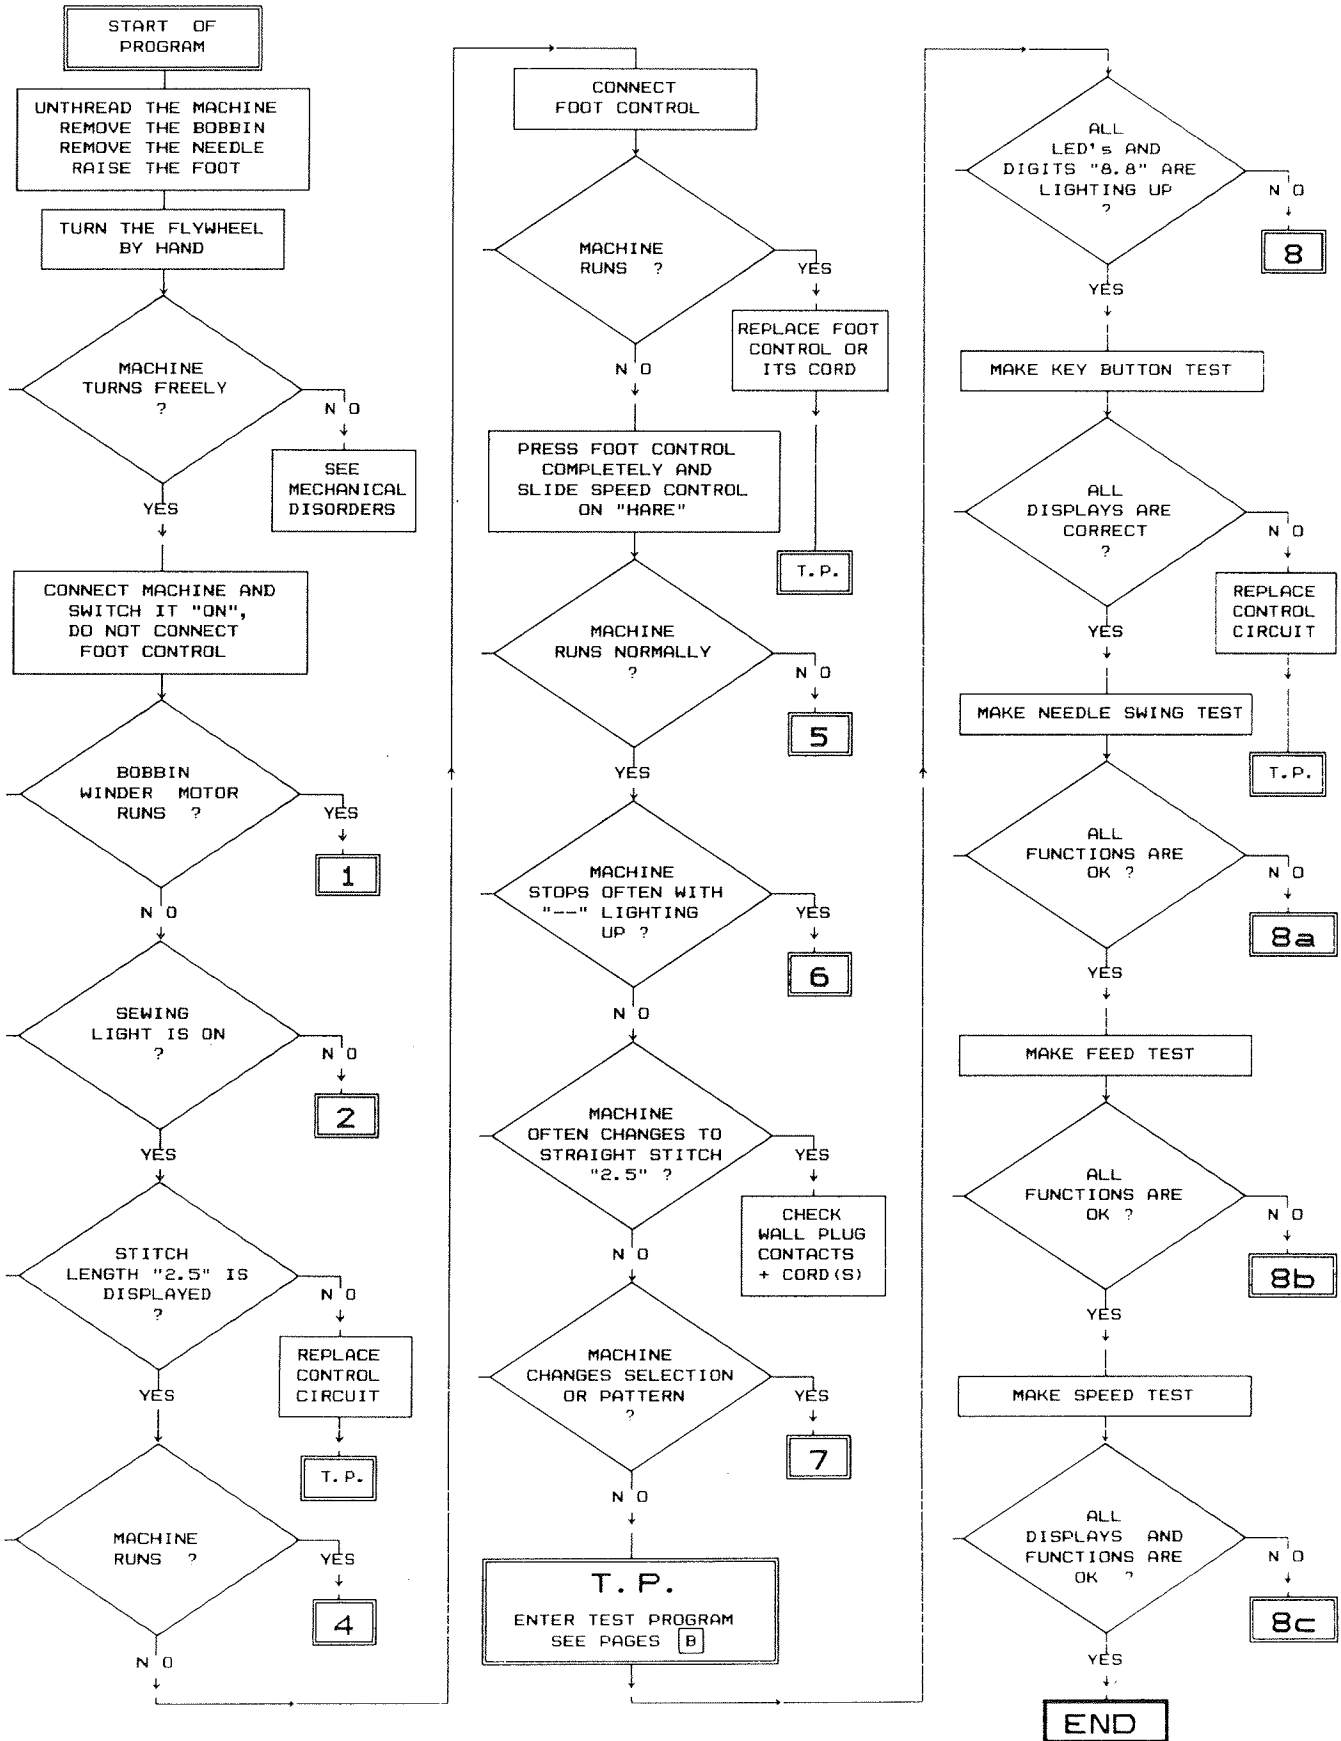 START OF
PROGRAM
UNTHREAD THE MACHINE
REMOVE THE BOBBIN
REMOVE THE NEEDLE
RAISE THE FOOT
TURN THE FLYWHEEL
BY HAND
MACHINE
TURNS FREELY
?
NO
SEE
MECHANICAL
DISORDERS
YES
CONNECT MACHINE AND
SWITCH IT "ON",
DO NOT CONNECT
FOOT CONTROL
BOBBIN
WINDER MOTOR
RUNS ?
YES
1
NO
SEWING
LIGHT IS ON
?
NO
2
YES
STITCH
LENGTH "2.5" IS
DISPLAYED
?
NO
REPLACE
CONTROL
CIRCUIT
T.P.
YES
MACHINE
RUNS ?
YES
4
NO
CONNECT
FOOT CONTROL
MACHINE
RUNS ?
YES
REPLACE FOOT
CONTROL OR
ITS CORD
T.P.
NO
PRESS FOOT CONTROL
COMPLETELY AND
SLIDE SPEED CONTROL
ON "HARE"
MACHINE
RUNS NORMALLY
?
NO
5
YES
MACHINE
STOPS OFTEN WITH
"--" LIGHTING
UP ?
YES
6
NO
MACHINE
OFTEN CHANGES TO
STRAIGHT STITCH
"2.5" ?
YES
CHECK
WALL PLUG
CONTACTS
+ CORD(S)
NO
MACHINE
CHANGES SELECTION
OR PATTERN
?
YES
7
NO
T.P.
ENTER TEST PROGRAM
SEE PAGES B
ALL
LED's AND
DIGITS "8.8" ARE
LIGHTING UP
?
NO
8
YES
MAKE KEY BUTTON TEST
ALL
DISPLAYS ARE
CORRECT
?
NO
REPLACE
CONTROL
CIRCUIT
T.P.
YES
MAKE NEEDLE SWING TEST
ALL
FUNCTIONS ARE
OK ?
NO
8a
YES
MAKE FEED TEST
ALL
FUNCTIONS ARE
OK ?
NO
8b
YES
MAKE SPEED TEST
ALL
DISPLAYS AND
FUNCTIONS ARE
OK ?
NO
8c
YES
END